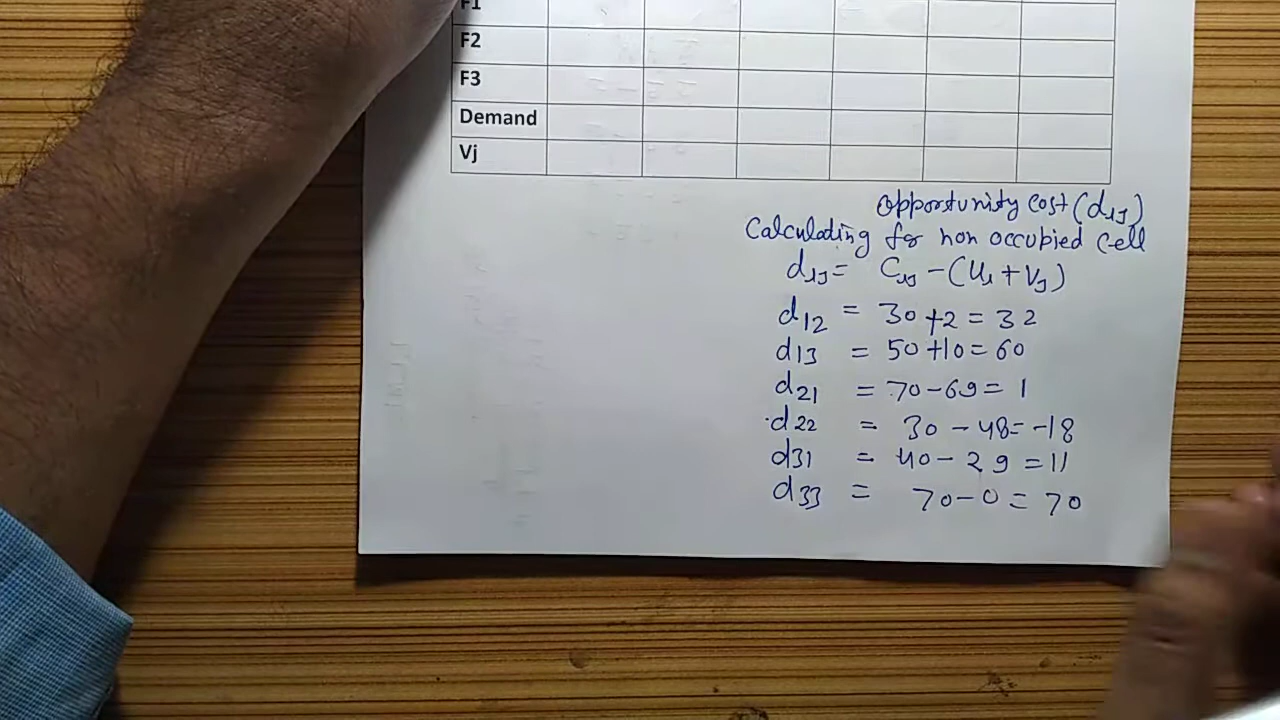 F1
F2
F3
Demand
Vj
opportunity cost (dij)
Calculating for non occupied cell
dij = Cij - (Ui + Vj)
d12 = 30 + 2 = 32
d13 = 50 + 10 = 60
d21 = 70 - 69 = 1
d22 = 30 - 48 = -18
d31 = 40 - 29 = 11
d33 = 70 - 0 = 70